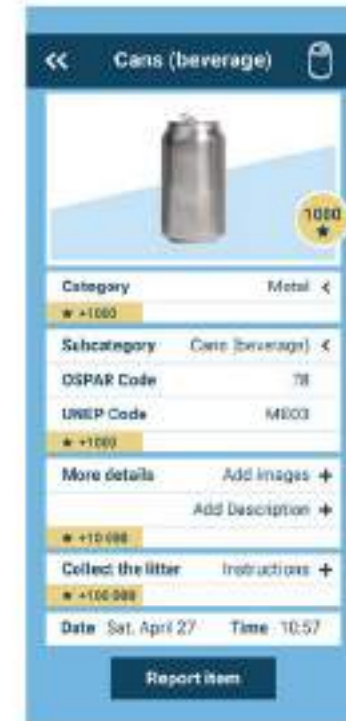 « Cans (beverage)
1000
★
Category Metal <
★ +1000
Subcategory Cans (beverage) <
OSPAR Code 78
UNEP Code ME03
★ +1000
More details Add images +
Add Description +
★ +10 000
Collect the litter Instructions +
★ +100 000
Date Sat. April 27 Time 10:57
Report item